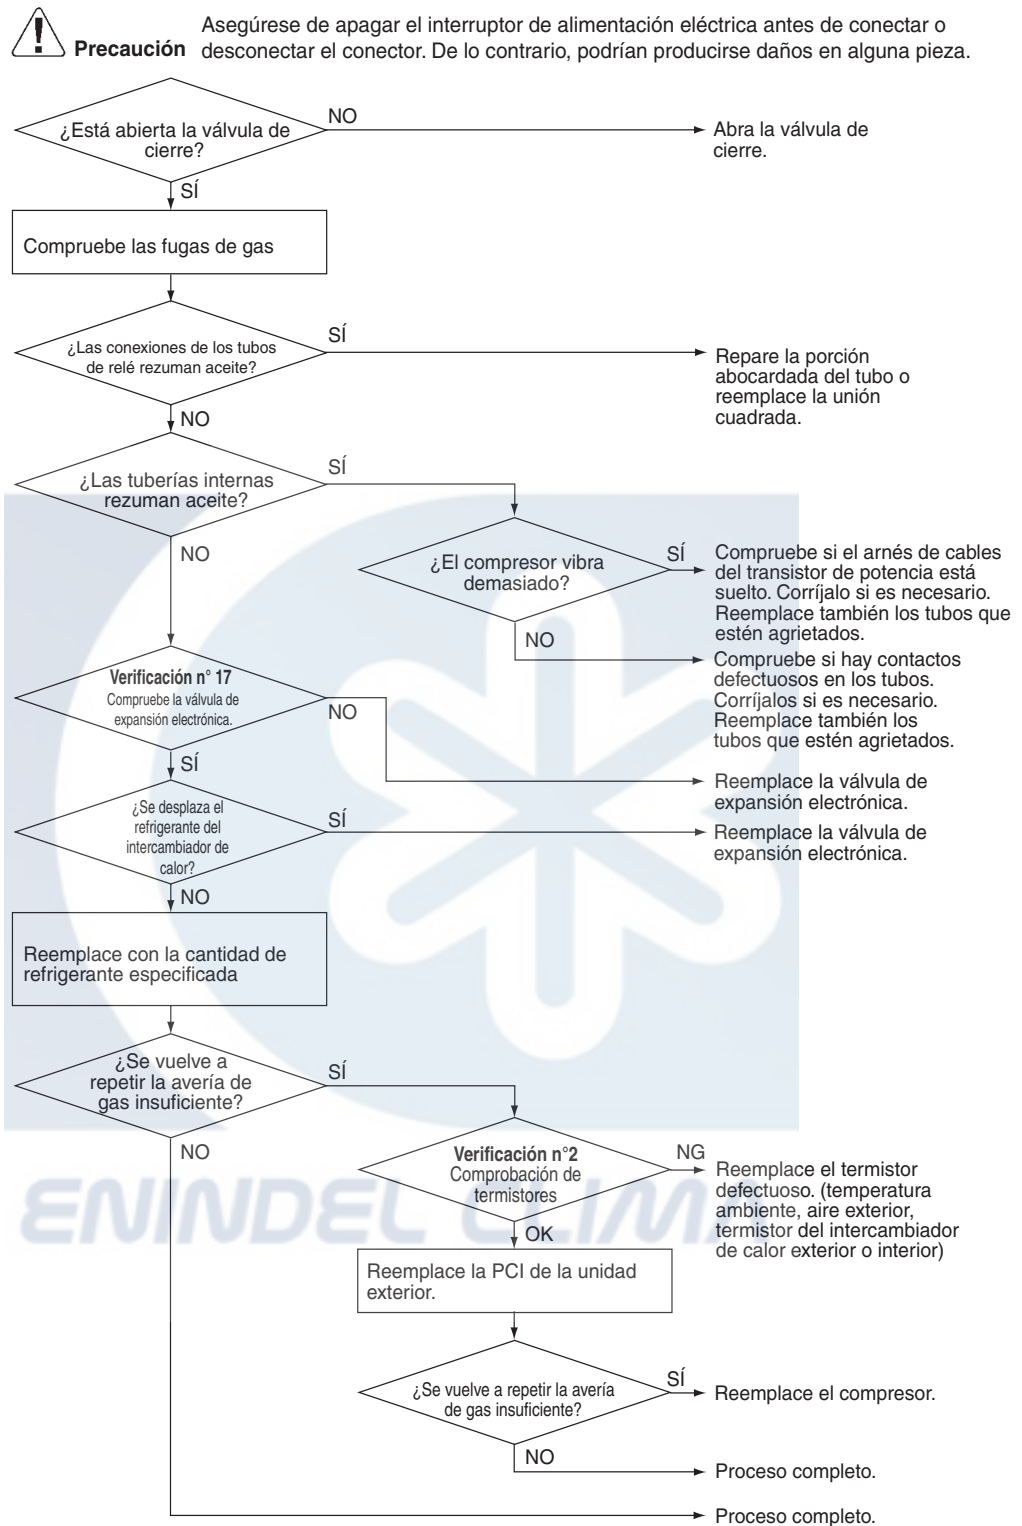 Precaución
Asegúrese de apagar el interruptor de alimentación eléctrica antes de conectar o
desconectar el conector. De lo contrario, podrían producirse daños en alguna pieza.
¿Está abierta la válvula de
cierre?
NO
Abra la válvula de
cierre.
SÍ
Compruebe las fugas de gas
¿Las conexiones de los tubos
de relé rezuman aceite?
SÍ
Repare la porción
abocardada del tubo o
reemplace la unión
cuadrada.
NO
¿Las tuberías internas
rezuman aceite?
SÍ
NO
¿El compresor vibra
demasiado?
SÍ
Compruebe si el arnés de cables
del transistor de potencia está
suelto. Corríjalo si es necesario.
Reemplace también los tubos que
estén agrietados.
NO
Compruebe si hay contactos
defectuosos en los tubos.
Corríjalos si es necesario.
Reemplace también los
tubos que estén agrietados.
Verificación n° 17
Compruebe la válvula de
expansión electrónica.
NO
Reemplace la válvula de
expansión electrónica.
SÍ
¿Se desplaza el
refrigerante del
intercambiador de
calor?
SÍ
Reemplace la válvula de
expansión electrónica.
NO
Reemplace con la cantidad de
refrigerante especificada
¿Se vuelve a
repetir la avería de
gas insuficiente?
SÍ
NO
Verificación n°2
Comprobación de
termistores
NG
Reemplace el termistor
defectuoso. (temperatura
ambiente, aire exterior,
termistor del intercambiador
de calor exterior o interior)
ENINDEL CLIMA
OK
Reemplace la PCI de la unidad
exterior.
¿Se vuelve a repetir la avería
de gas insuficiente?
SÍ
Reemplace el compresor.
NO
Proceso completo.
Proceso completo.